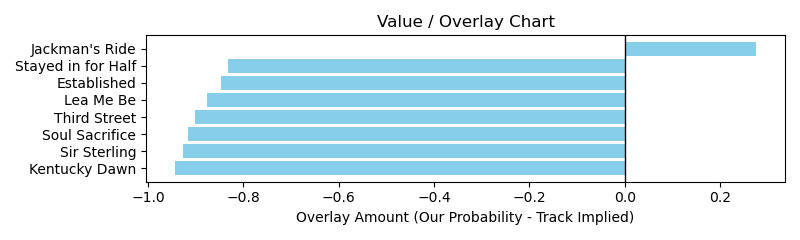 Value / Overlay Chart
Jackman's Ride
Stayed in for Half
Established
Lea Me Be
Third Street
Soul Sacrifice
Sir Sterling
Kentucky Dawn
−1.0 −0.8 −0.6 −0.4 −0.2 0.0 0.2
Overlay Amount (Our Probability - Track Implied)